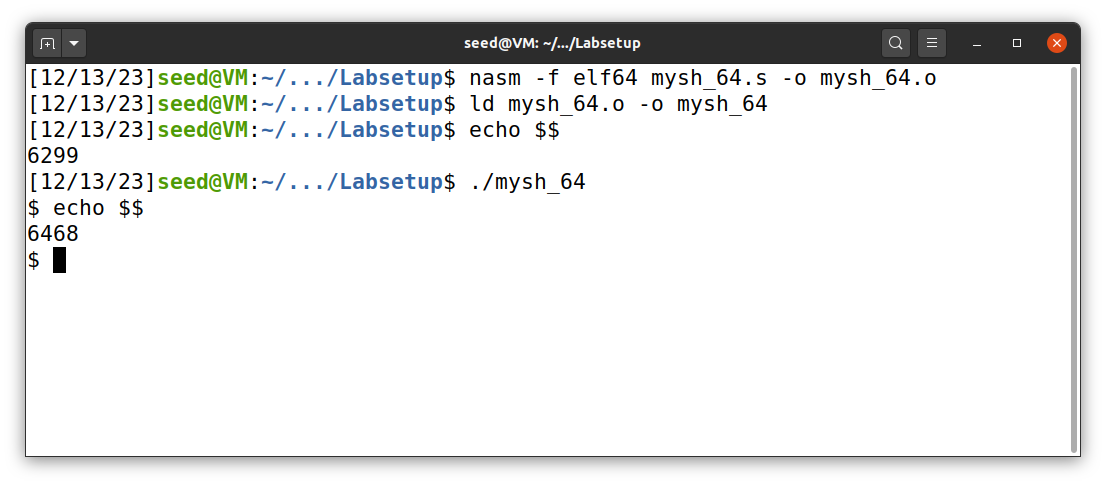 seed@VM: ~/.../Labsetup
[12/13/23]seed@VM:~/.../Labsetup$ nasm -f elf64 mysh_64.s -o mysh_64.o
[12/13/23]seed@VM:~/.../Labsetup$ ld mysh_64.o -o mysh_64
[12/13/23]seed@VM:~/.../Labsetup$ echo $$
6299
[12/13/23]seed@VM:~/.../Labsetup$ ./mysh_64
$ echo $$
6468
$